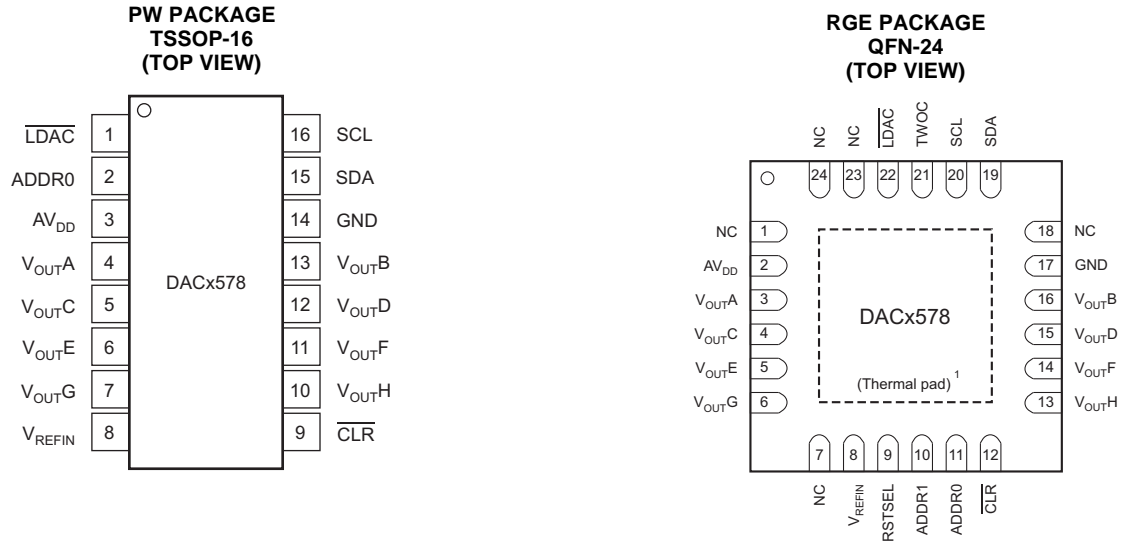 PW PACKAGE
TSSOP-16
(TOP VIEW)
LDAC 1
ADDR0 2
AVDD 3
VOUTA 4
VOUTC 5
VOUTE 6
VOUTG 7
VREFIN 8
DACx578
16 SCL
15 SDA
14 GND
13 VOUTB
12 VOUTD
11 VOUTF
10 VOUTH
9 CLR
RGE PACKAGE
QFN-24
(TOP VIEW)
NC NC LDAC TWOC SCL SDA
24 23 22 21 20 19
NC 1
AVDD 2
VOUTA 3
VOUTC 4
VOUTE 5
VOUTG 6
DACx578
(Thermal pad) 1
18 NC
17 GND
16 VOUTB
15 VOUTD
14 VOUTF
13 VOUTH
7 8 9 10 11 12
NC VREFIN RSTSEL ADDR1 ADDR0 CLR